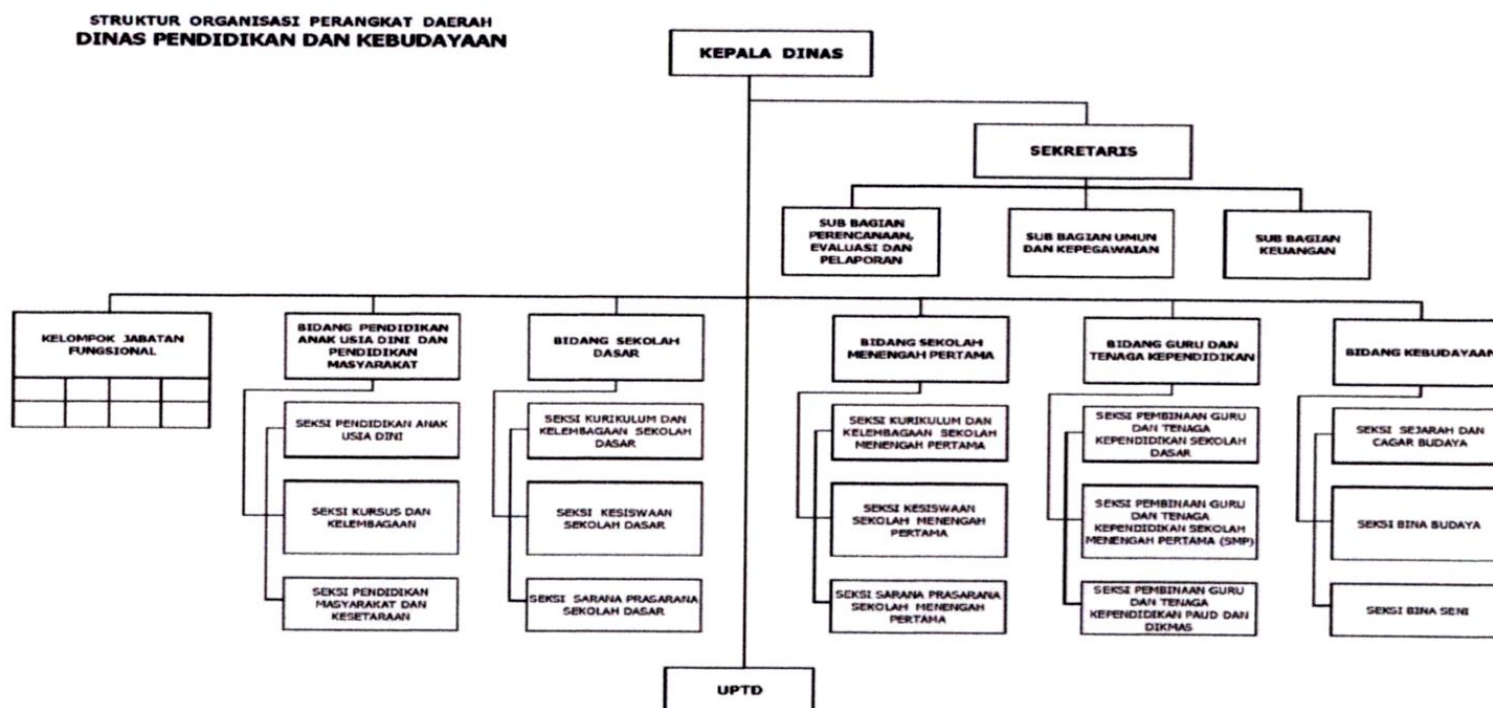 STRUKTUR ORGANISASI PERANGKAT DAERAH
DINAS PENDIDIKAN DAN KEBUDAYAAN
KEPALA DINAS
SEKRETARIS
SUB BAGIAN
PERENCANAAN,
EVALUASI DAN
PELAPORAN
SUB BAGIAN UMUN
DAN KEPEGAWAIAN
SUB BAGIAN
KEUANGAN
KELOMPOK JABATAN
FUNGSIONAL
BIDANG PENDIDIKAN
ANAK USIA DINI DAN
PENDIDIKAN
MASYARAKAT
BIDANG SEKOLAH
DASAR
BIDANG SEKOLAH
MENENGAH PERTAMA
BIDANG GURU DAN
TENAGA KEPENDIDIKAN
BIDANG KEBUDAYAAN
SEKSI PENDIDIKAN ANAK
USIA DINI
SEKSI KURIKULUM DAN
KELEMBAGAAN SEKOLAH
DASAR
SEKSI KURIKULUM DAN
KELEMBAGAAN SEKOLAH
MENENGAH PERTAMA
SEKSI PEMBINAAN GURU
DAN TENAGA
KEPENDIDIKAN SEKOLAH
DASAR
SEKSI SEJARAH DAN
CAGAR BUDAYA
SEKSI KURSUS DAN
KELEMBAGAAN
SEKSI KESISWAAN
SEKOLAH DASAR
SEKSI KESISWAAN
SEKOLAH MENENGAH
PERTAMA
SEKSI PEMBINAAN GURU
DAN TENAGA
KEPENDIDIKAN SEKOLAH
MENENGAH PERTAMA (SMP)
SEKSI BINA BUDAYA
SEKSI PENDIDIKAN
MASYARAKAT DAN
KESETARAAN
SEKSI SARANA PRASARANA
SEKOLAH DASAR
SEKSI SARANA PRASARANA
SEKOLAH MENENGAH
PERTAMA
SEKSI PEMBINAAN GURU
DAN TENAGA
KEPENDIDIKAN PAUD DAN
DIKMAS
SEKSI BINA SENI
UPTD